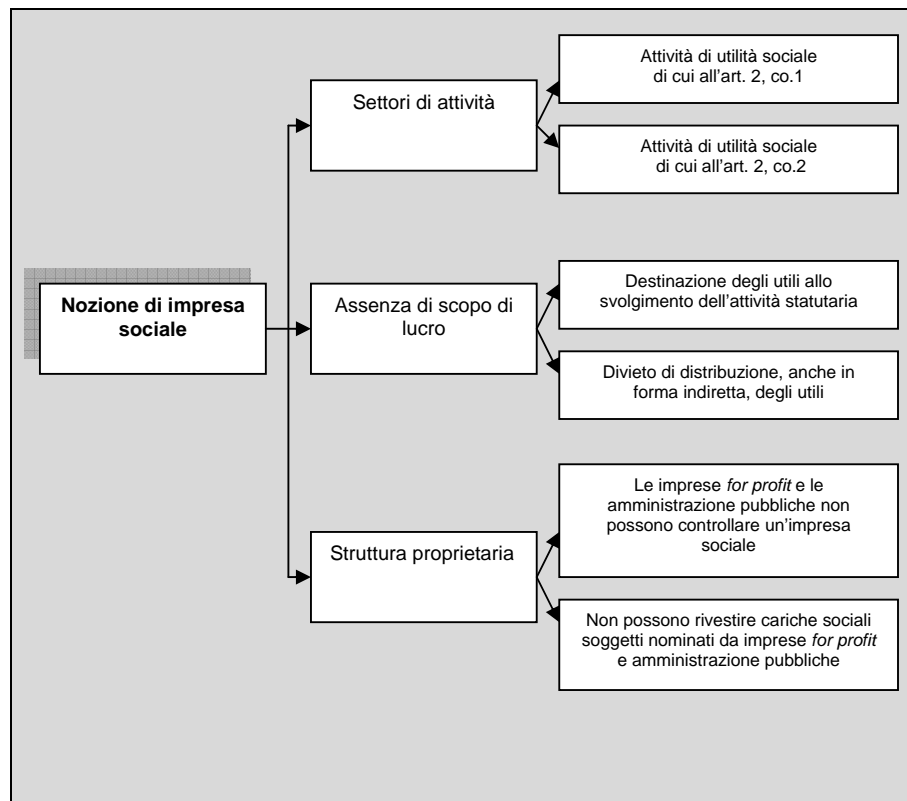 Nozione di impresa
sociale
Settori di attività
Attività di utilità sociale
di cui all'art. 2, co.1
Attività di utilità sociale
di cui all'art. 2, co.2
Assenza di scopo di
lucro
Destinazione degli utili allo
svolgimento dell'attività statutaria
Divieto di distribuzione, anche in
forma indiretta, degli utili
Struttura proprietaria
Le imprese for profit e le
amministrazione pubbliche non
possono controllare un'impresa
sociale
Non possono rivestire cariche sociali
soggetti nominati da imprese for profit
e amministrazione pubbliche